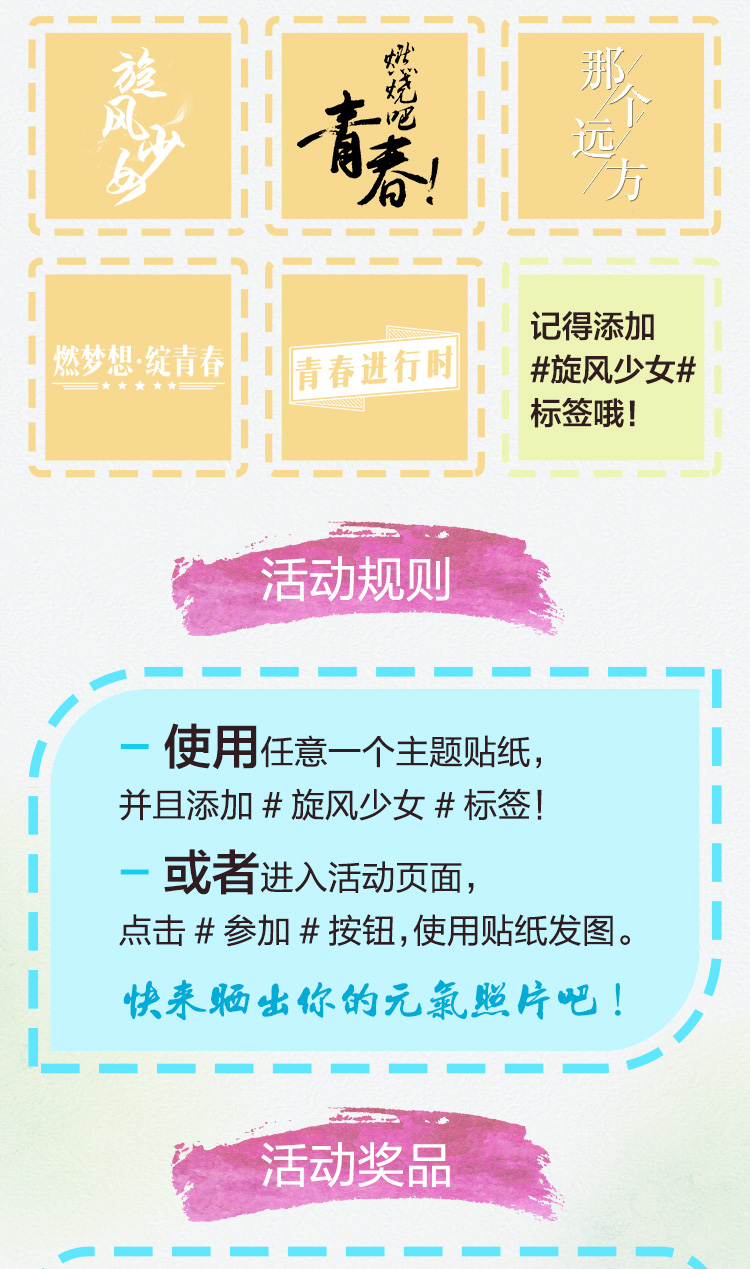 旋风少女
燃烧吧
青春!
那个远方
燃梦想·绽青春
青春进行时
记得添加
#旋风少女#
标签哦!
活动规则
– 使用任意一个主题贴纸,
并且添加 # 旋风少女 # 标签!
– 或者进入活动页面,
点击 # 参加 # 按钮,使用贴纸发图。
快来晒出你的元氣照片吧!
活动奖品